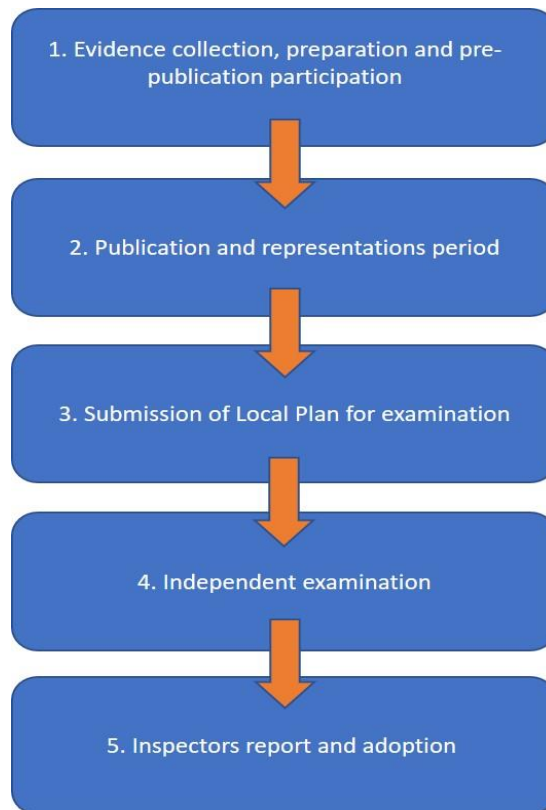 1. Evidence collection, preparation and pre-
publication participation
2. Publication and representations period
3. Submission of Local Plan for examination
4. Independent examination
5. Inspectors report and adoption